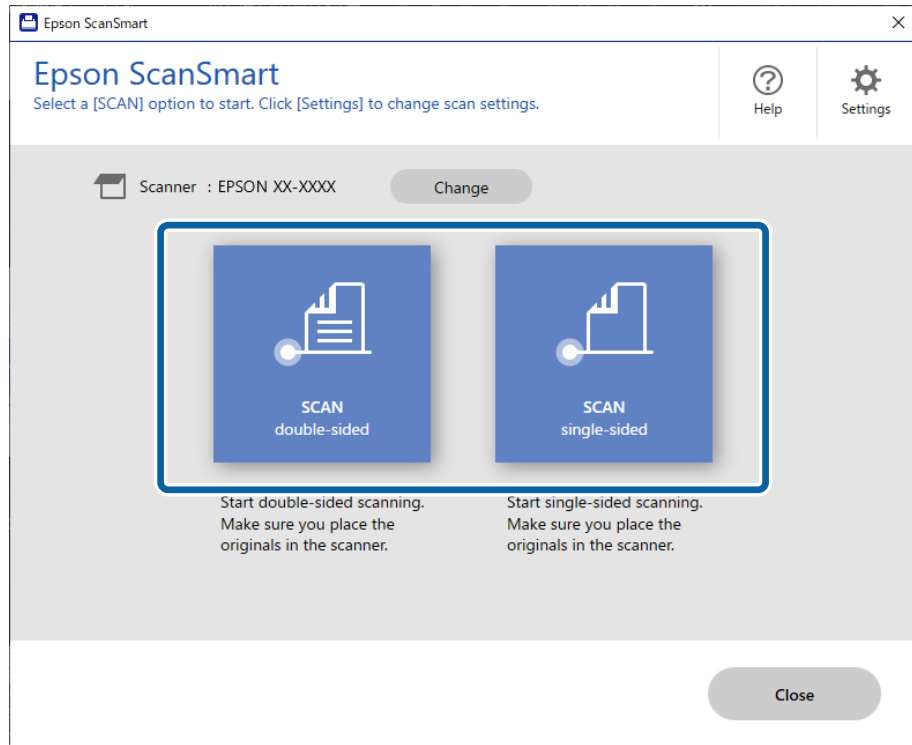 Epson ScanSmart
Epson ScanSmart
Select a [SCAN] option to start. Click [Settings] to change scan settings.
Help
Settings
Scanner : EPSON XX-XXXX
Change
SCAN
double-sided
SCAN
single-sided
Start double-sided scanning.
Make sure you place the
originals in the scanner.
Start single-sided scanning.
Make sure you place the
originals in the scanner.
Close